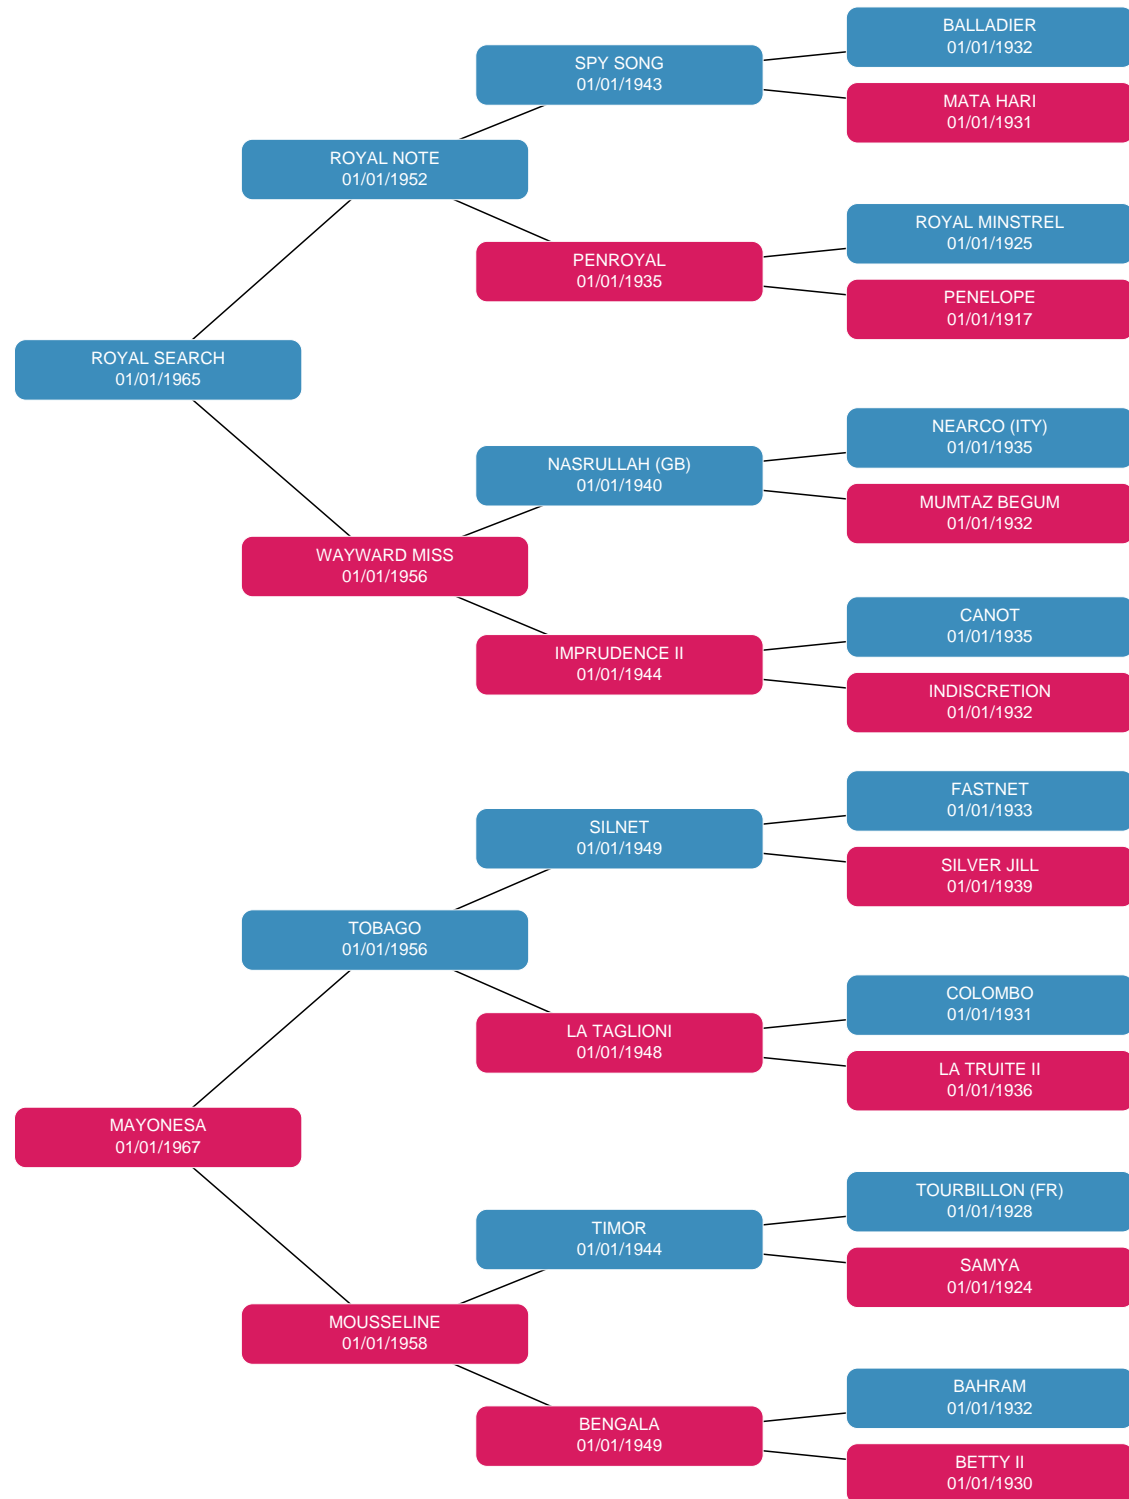 BALLADIER
01/01/1932
SPY SONG
01/01/1943
MATA HARI
01/01/1931
ROYAL NOTE
01/01/1952
ROYAL MINSTREL
01/01/1925
PENROYAL
01/01/1935
PENELOPE
01/01/1917
ROYAL SEARCH
01/01/1965
NEARCO (ITY)
01/01/1935
NASRULLAH (GB)
01/01/1940
MUMTAZ BEGUM
01/01/1932
WAYWARD MISS
01/01/1956
CANOT
01/01/1935
IMPRUDENCE II
01/01/1944
INDISCRETION
01/01/1932
FASTNET
01/01/1933
SILNET
01/01/1949
SILVER JILL
01/01/1939
TOBAGO
01/01/1956
COLOMBO
01/01/1931
LA TAGLIONI
01/01/1948
LA TRUITE II
01/01/1936
MAYONESA
01/01/1967
TOURBILLON (FR)
01/01/1928
TIMOR
01/01/1944
SAMYA
01/01/1924
MOUSSELINE
01/01/1958
BAHRAM
01/01/1932
BENGALA
01/01/1949
BETTY II
01/01/1930